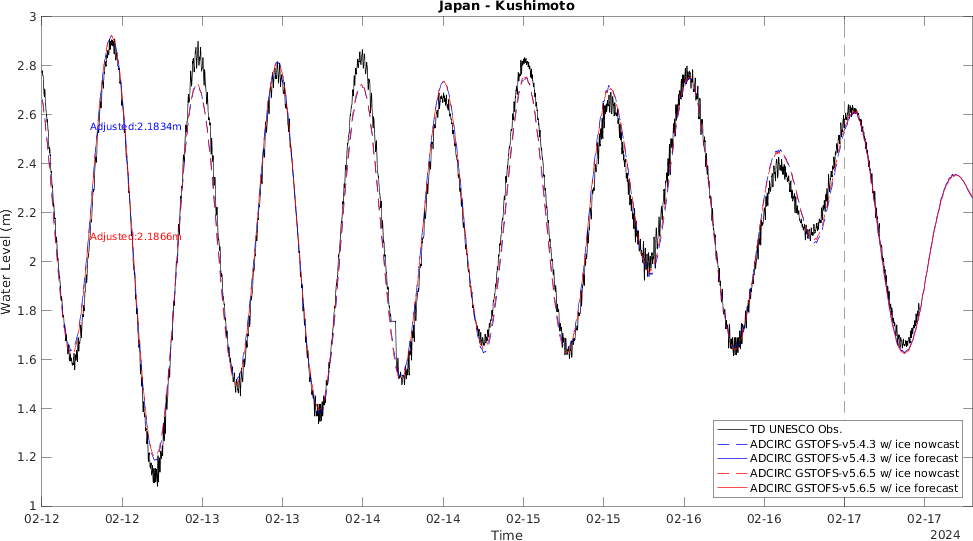 Japan - Kushimoto
3
2.8
2.6
2.4
2.2
2
1.8
1.6
1.4
1.2
1
Water Level (m)
Adjusted:2.1834m
Adjusted:2.1866m
TD UNESCO Obs.
ADCIRC GSTOFS-v5.4.3 w/ ice nowcast
ADCIRC GSTOFS-v5.4.3 w/ ice forecast
ADCIRC GSTOFS-v5.6.5 w/ ice nowcast
ADCIRC GSTOFS-v5.6.5 w/ ice forecast
02-12 02-12 02-13 02-13 02-14 02-14 02-15 02-15 02-16 02-16 02-17 02-17
Time
2024